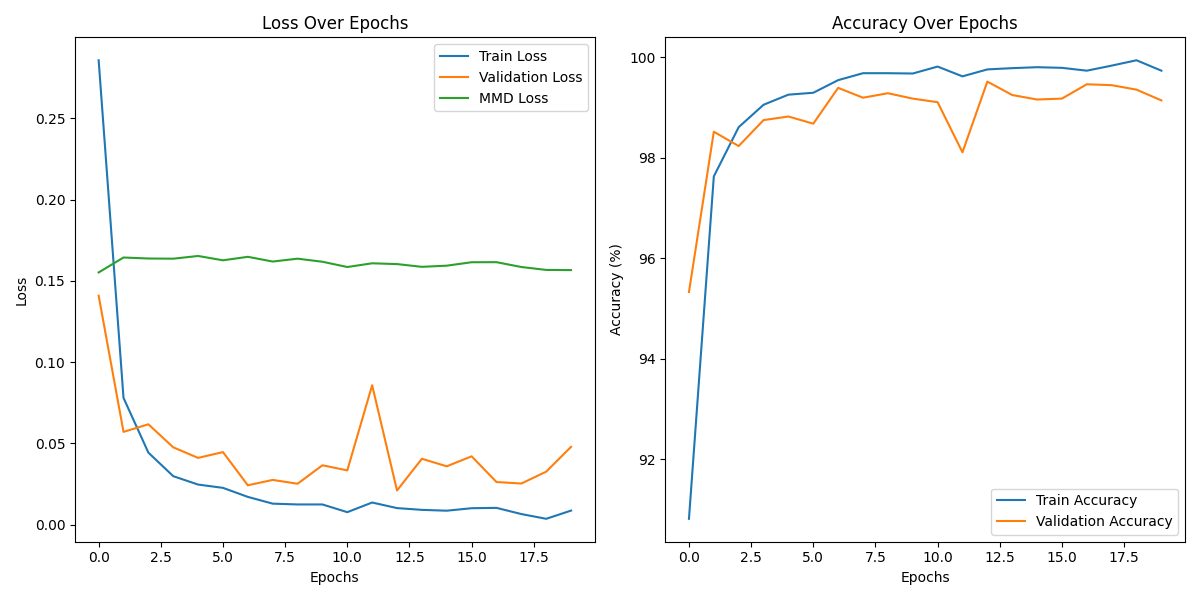 Loss Over Epochs
Train Loss
Validation Loss
MMD Loss
Loss
0.25
0.20
0.15
0.10
0.05
0.00
0.0 2.5 5.0 7.5 10.0 12.5 15.0 17.5
Epochs
Accuracy Over Epochs
Accuracy (%)
100
98
96
94
92
Train Accuracy
Validation Accuracy
0.0 2.5 5.0 7.5 10.0 12.5 15.0 17.5
Epochs